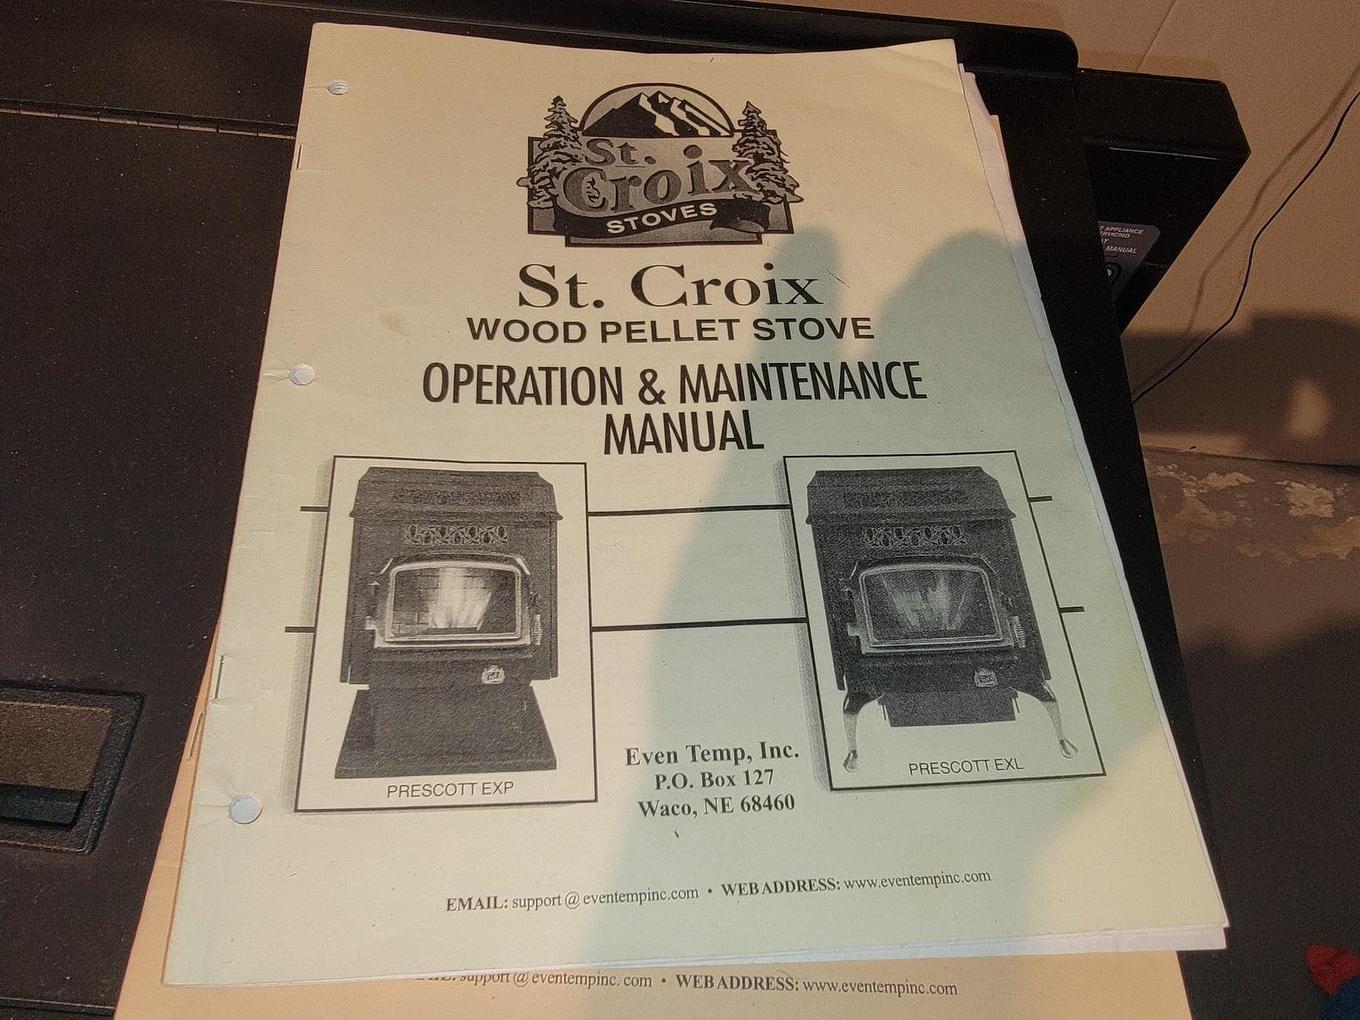 St.
Croix
STOVES
St. Croix
WOOD PELLET STOVE
OPERATION & MAINTENANCE
MANUAL
PRESCOTT EXP
PRESCOTT EXL
Even Temp, Inc.
P.O. Box 127
Waco, NE 68460
EMAIL: support @ eventempinc.com • WEB ADDRESS: www.eventempinc.com
support @ eventempinc. com • WEB ADDRESS: www.eventempinc.com
APPLIANCE
MANUAL